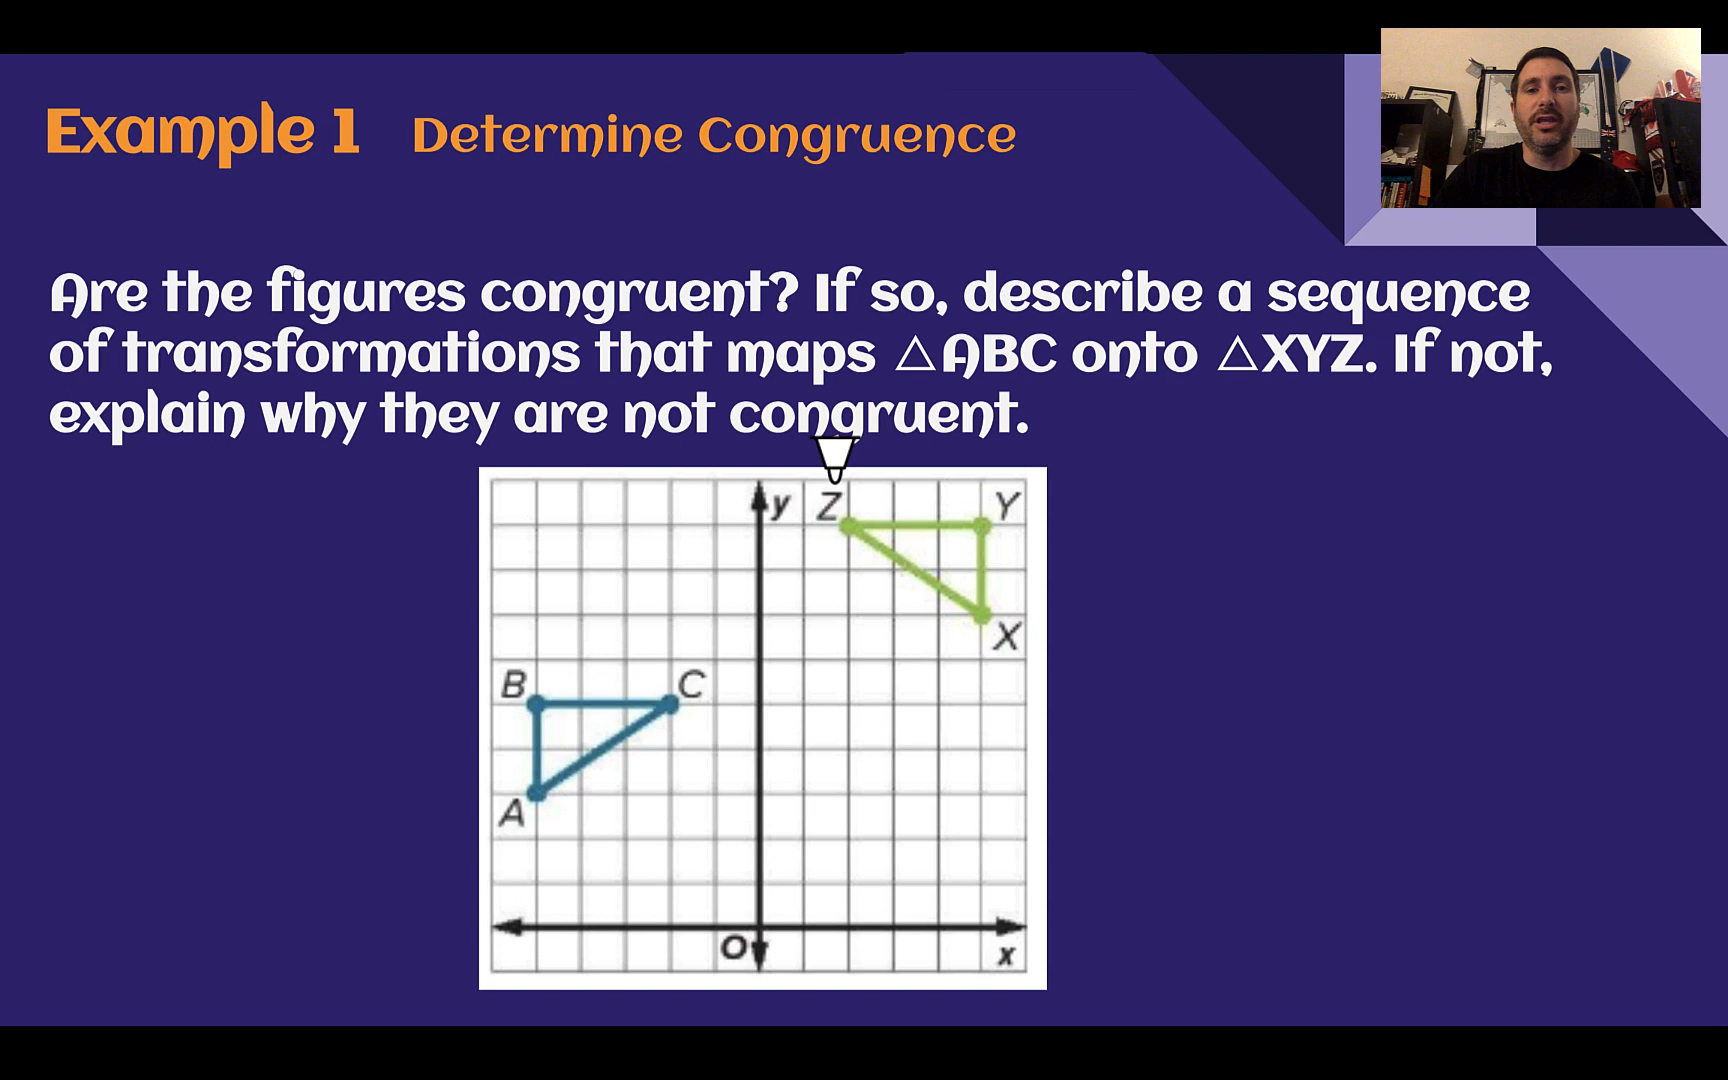 Example 1 Determine Congruence
Are the figures congruent? If so, describe a sequence
of transformations that maps △ABC onto △XYZ. If not,
explain why they are not congruent.
y Z Y
X
B C
A
O x